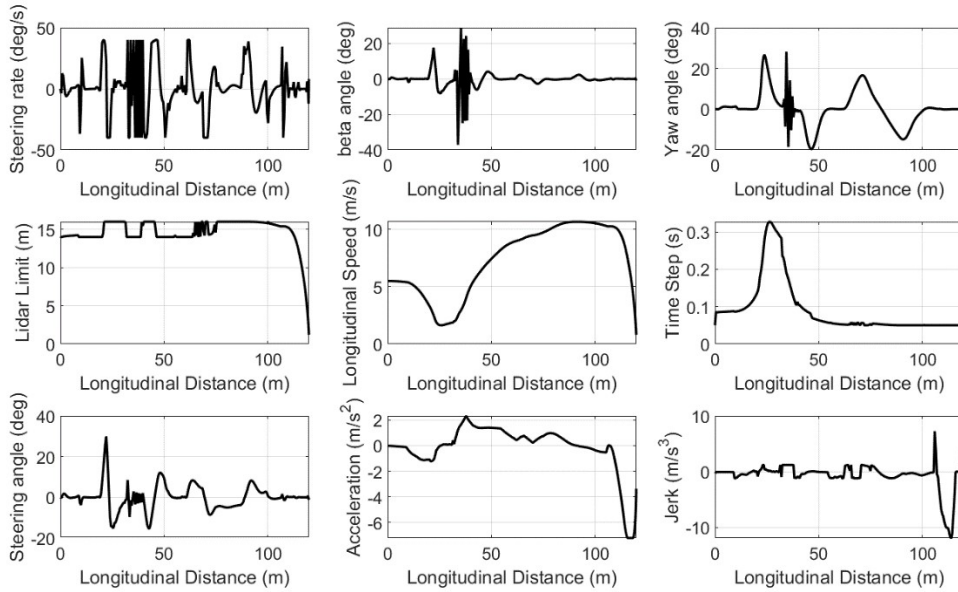 Steering rate (deg/s)
50
0
-50
0 50 100
Longitudinal Distance (m)
beta angle (deg)
20
0
-20
-40
0 50 100
Longitudinal Distance (m)
Yaw angle (deg)
40
20
0
-20
0 50 100
Longitudinal Distance (m)
Lidar Limit (m)
15
10
5
0
0 50 100
Longitudinal Distance (m)
Longitudinal Speed (m/s)
10
5
0
0 50 100
Longitudinal Distance (m)
Time Step (s)
0.3
0.2
0.1
0
0 50 100
Longitudinal Distance (m)
Steering angle (deg)
40
20
0
-20
0 50 100
Longitudinal Distance (m)
Acceleration (m/s²)
2
0
-2
-4
-6
0 50 100
Longitudinal Distance (m)
Jerk (m/s³)
10
0
-10
0 50 100
Longitudinal Distance (m)